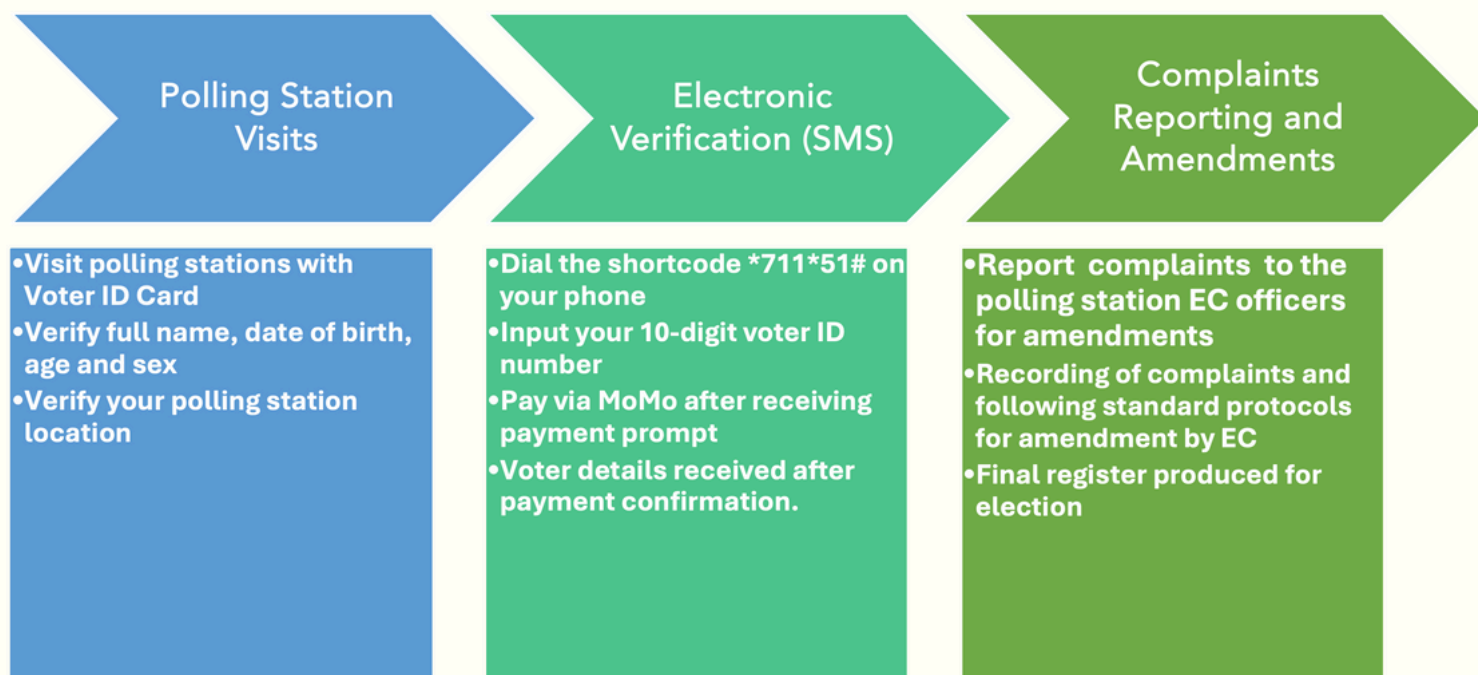 Polling Station
Visits
•Visit polling stations with
Voter ID Card
•Verify full name, date of birth,
age and sex
•Verify your polling station
location
Electronic
Verification (SMS)
•Dial the shortcode *711*51# on
your phone
•Input your 10-digit voter ID
number
•Pay via MoMo after receiving
payment prompt
•Voter details received after
payment confirmation.
Complaints
Reporting and
Amendments
•Report complaints to the
polling station EC officers
for amendments
•Recording of complaints and
following standard protocols
for amendment by EC
•Final register produced for
election